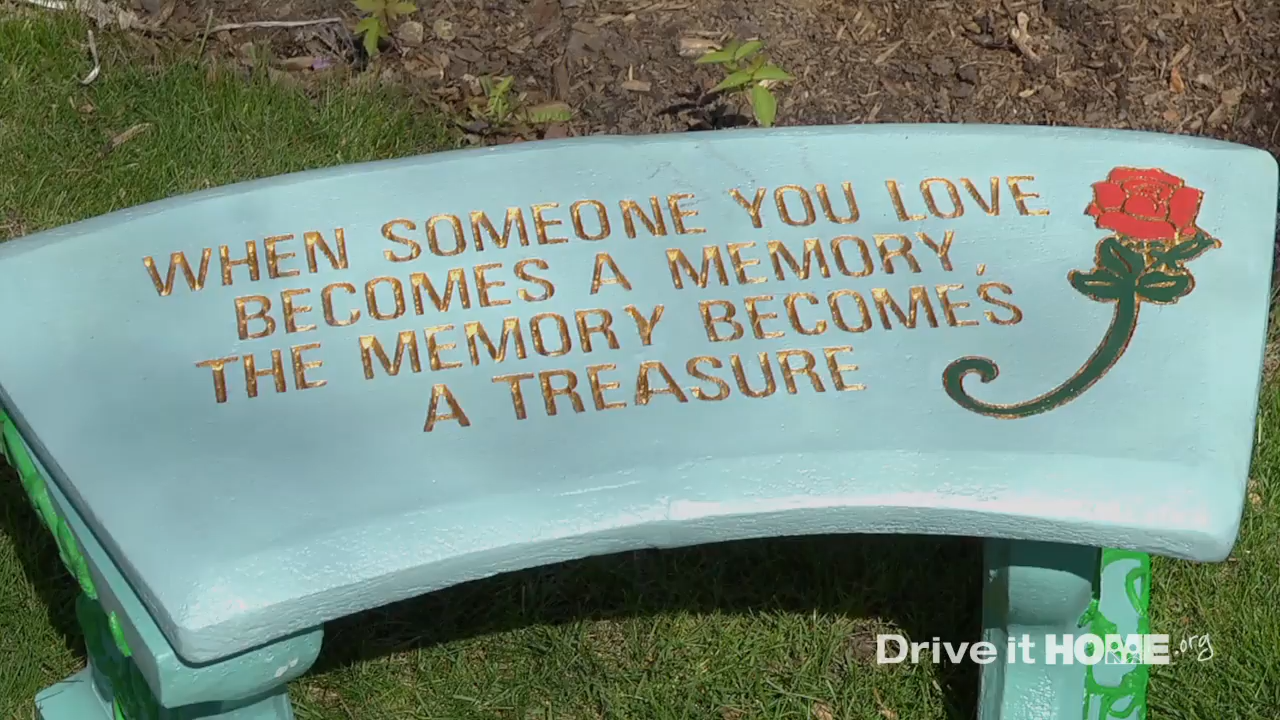 WHEN SOMEONE YOU LOVE
BECOMES A MEMORY,
THE MEMORY BECOMES
A TREASURE
Drive it HOME.org